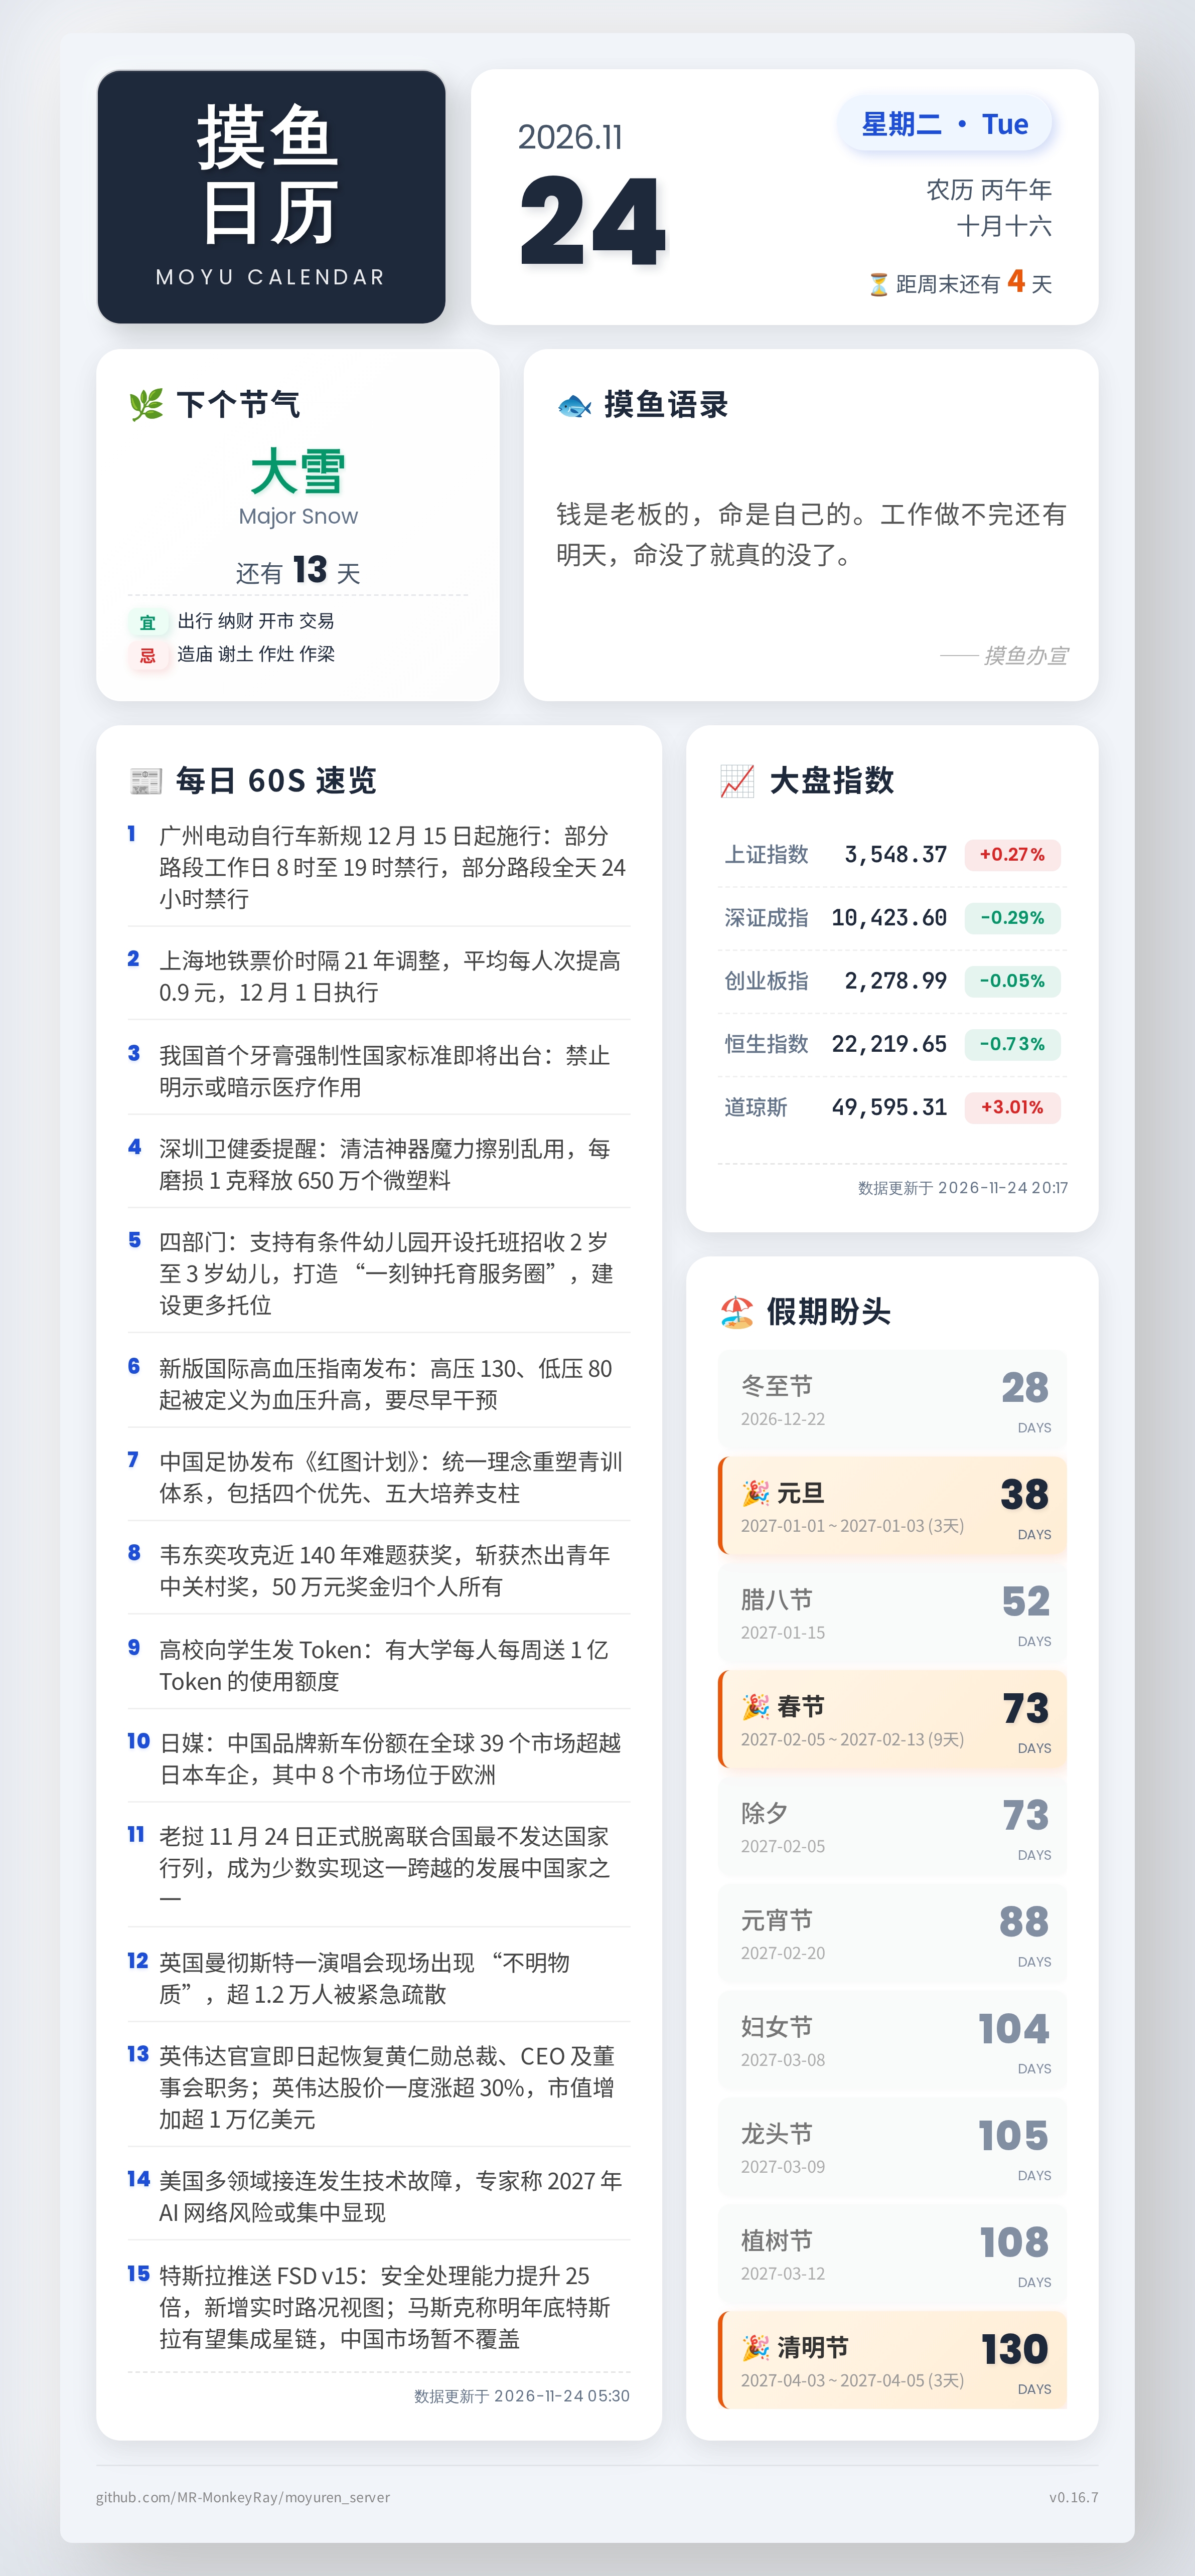 摸鱼
日历
MOYU CALENDAR
2026.11
24
星期二 · Tue
农历 丙午年
十月十六
⏳ 距周末还有 4 天
🌿 下个节气
大雪
Major Snow
还有 13 天
宜 出行 纳财 开市 交易
忌 造庙 谢土 作灶 作梁
🐟 摸鱼语录
钱是老板的，命是自己的。工作做不完还有
明天，命没了就真的没了。
—— 摸鱼办宣
📰 每日 60S 速览
1 广州电动自行车新规 12 月 15 日起施行：部分
路段工作日 8 时至 19 时禁行，部分路段全天 24
小时禁行
2 上海地铁票价时隔 21 年调整，平均每人次提高
0.9 元，12 月 1 日执行
3 我国首个牙膏强制性国家标准即将出台：禁止
明示或暗示医疗作用
4 深圳卫健委提醒：清洁神器魔力擦别乱用，每
磨损 1 克释放 650 万个微塑料
5 四部门：支持有条件幼儿园开设托班招收 2 岁
至 3 岁幼儿，打造 “一刻钟托育服务圈” ，建
设更多托位
6 新版国际高血压指南发布：高压 130、低压 80
起被定义为血压升高，要尽早干预
7 中国足协发布《红图计划》：统一理念重塑青训
体系，包括四个优先、五大培养支柱
8 韦东奕攻克近 140 年难题获奖，斩获杰出青年
中关村奖，50 万元奖金归个人所有
9 高校向学生发 Token：有大学每人每周送 1 亿
Token 的使用额度
10 日媒：中国品牌新车份额在全球 39 个市场超越
日本车企，其中 8 个市场位于欧洲
11 老挝 11 月 24 日正式脱离联合国最不发达国家
行列，成为少数实现这一跨越的发展中国家之
一
12 英国曼彻斯特一演唱会现场出现 “不明物
质” ，超 1.2 万人被紧急疏散
13 英伟达官宣即日起恢复黄仁勋总裁、CEO 及董
事会职务；英伟达股价一度涨超 30%，市值增
加超 1 万亿美元
14 美国多领域接连发生技术故障，专家称 2027 年
AI 网络风险或集中显现
15 特斯拉推送 FSD v15：安全处理能力提升 25
倍，新增实时路况视图；马斯克称明年底特斯
拉有望集成星链，中国市场暂不覆盖
数据更新于 2026-11-24 05:30
📈 大盘指数
上证指数 3,548.37 +0.27%
深证成指 10,423.60 -0.29%
创业板指 2,278.99 -0.05%
恒生指数 22,219.65 -0.73%
道琼斯 49,595.31 +3.01%
数据更新于 2026-11-24 20:17
🏖️ 假期盼头
冬至节 28
2026-12-22 DAYS
🎉 元旦 38
2027-01-01 ~ 2027-01-03 (3天) DAYS
腊八节 52
2027-01-15 DAYS
🎉 春节 73
2027-02-05 ~ 2027-02-13 (9天) DAYS
除夕 73
2027-02-05 DAYS
元宵节 88
2027-02-20 DAYS
妇女节 104
2027-03-08 DAYS
龙头节 105
2027-03-09 DAYS
植树节 108
2027-03-12 DAYS
🎉 清明节 130
2027-04-03 ~ 2027-04-05 (3天) DAYS
github.com/MR-MonkeyRay/moyuren_server
v0.16.7